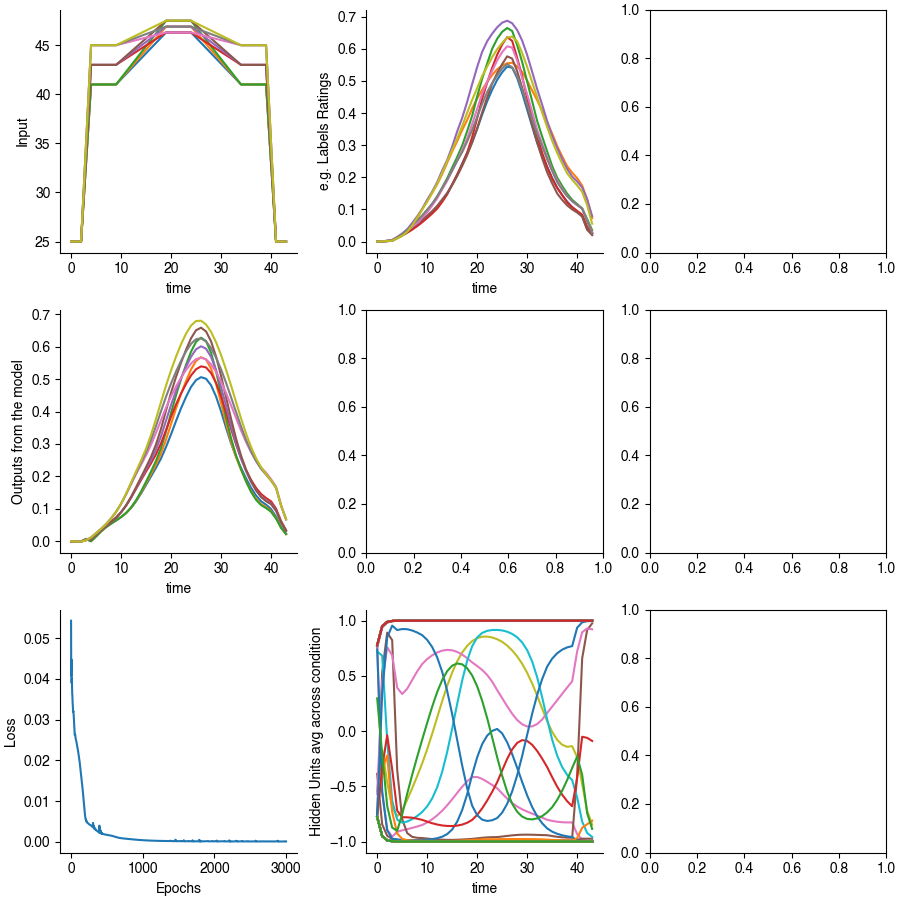 45
40
35
30
25
Input
0 10 20 30 40
time
0.7
0.6
0.5
0.4
0.3
0.2
0.1
0.0
e.g. Labels Ratings
0 10 20 30 40
time
1.0
0.8
0.6
0.4
0.2
0.0
0.0 0.2 0.4 0.6 0.8 1.0
0.7
0.6
0.5
0.4
0.3
0.2
0.1
0.0
Outputs from the model
0 10 20 30 40
time
1.0
0.8
0.6
0.4
0.2
0.0
0.0 0.2 0.4 0.6 0.8 1.0
1.0
0.8
0.6
0.4
0.2
0.0
0.0 0.2 0.4 0.6 0.8 1.0
0.05
0.04
0.03
0.02
0.01
0.00
Loss
0 1000 2000 3000
Epochs
1.0
0.5
0.0
−0.5
−1.0
Hidden Units avg across condition
0 20 40
time
1.0
0.8
0.6
0.4
0.2
0.0
0.0 0.2 0.4 0.6 0.8 1.0